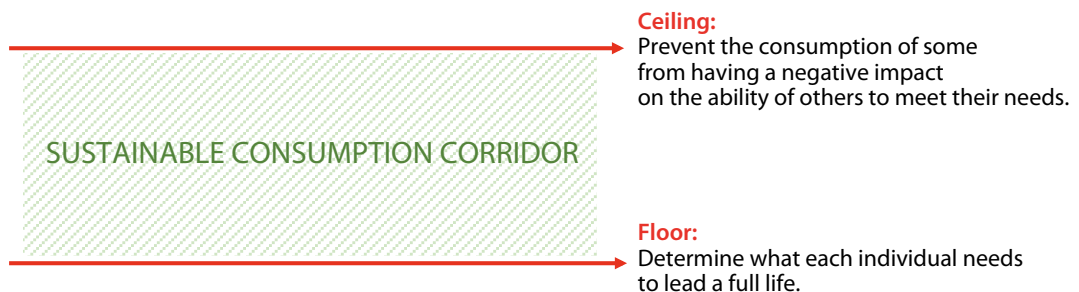 Ceiling:
Prevent the consumption of some
from having a negative impact
on the ability of others to meet their needs.
SUSTAINABLE CONSUMPTION CORRIDOR
Floor:
Determine what each individual needs
to lead a full life.